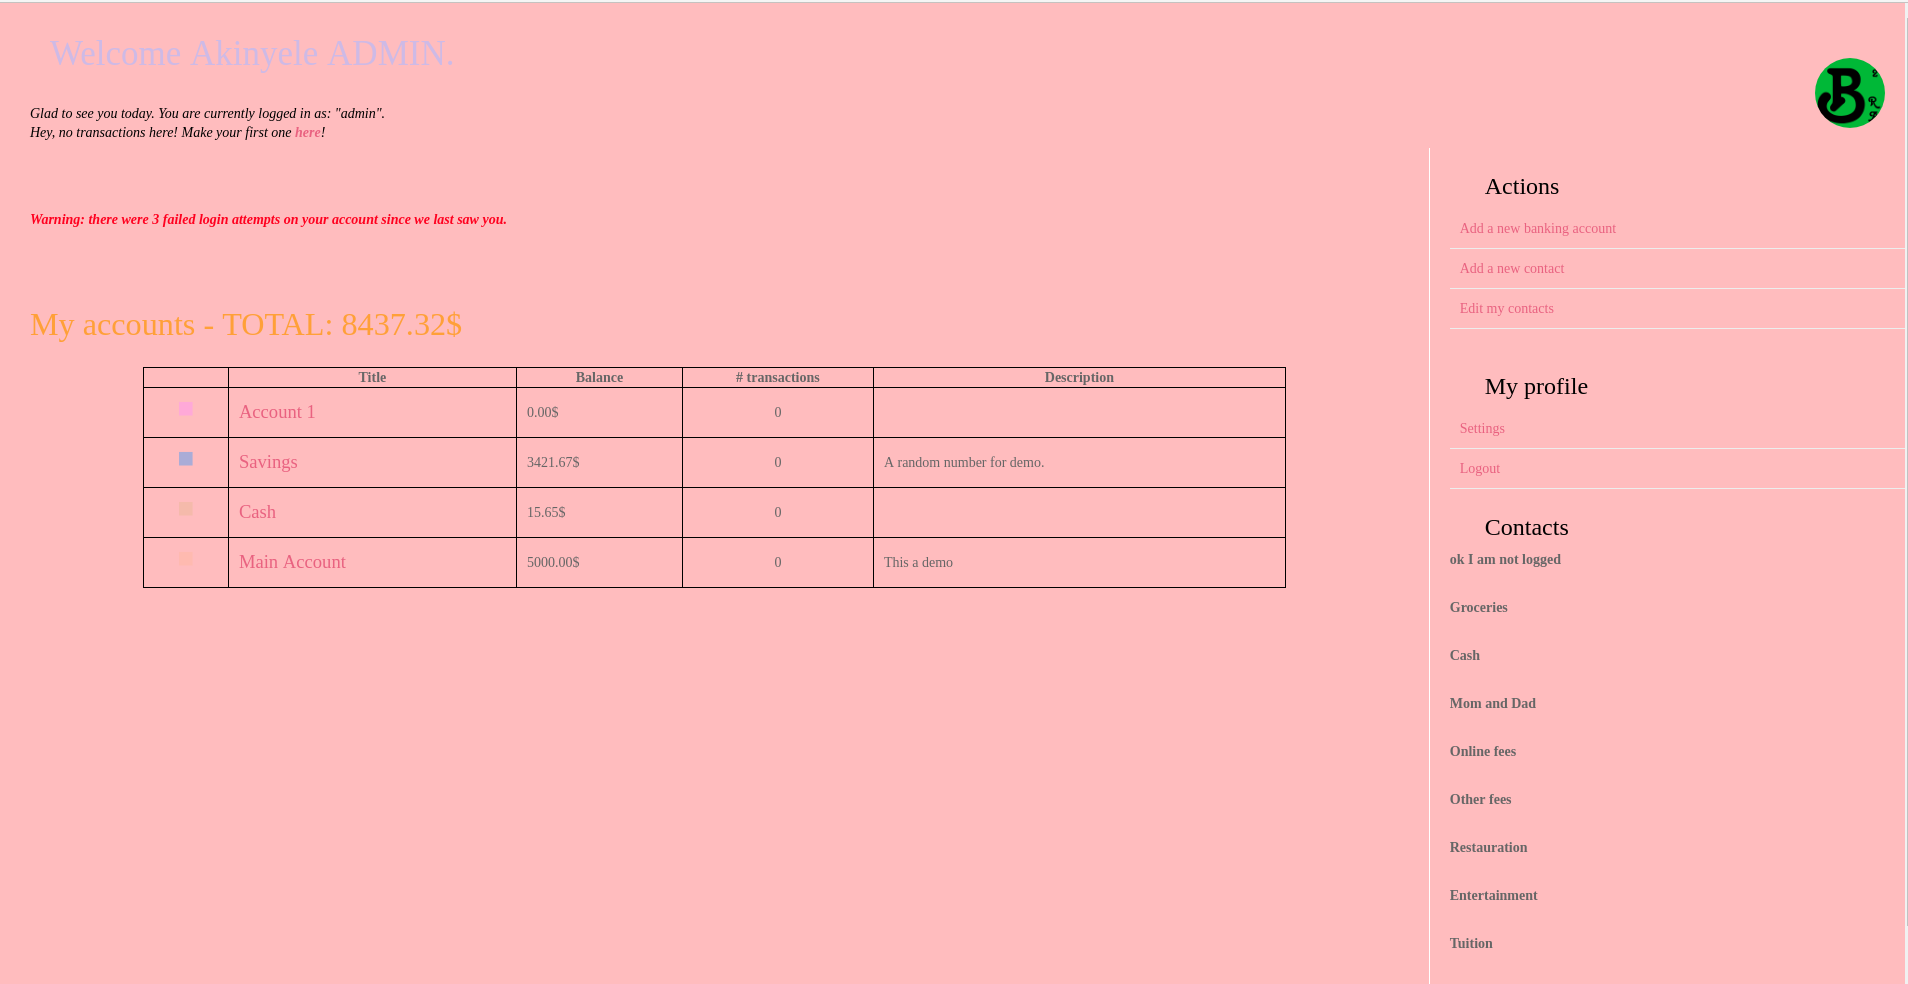 Welcome Akinyele ADMIN.
Glad to see you today. You are currently logged in as: "admin".
Hey, no transactions here! Make your first one here!
Warning: there were 3 failed login attempts on your account since we last saw you.
My accounts - TOTAL: 8437.32$
Title Balance # transactions Description
Account 1 0.00$ 0
Savings 3421.67$ 0 A random number for demo.
Cash 15.65$ 0
Main Account 5000.00$ 0 This a demo
B
R
Actions
Add a new banking account
Add a new contact
Edit my contacts
My profile
Settings
Logout
Contacts
ok I am not logged
Groceries
Cash
Mom and Dad
Online fees
Other fees
Restauration
Entertainment
Tuition